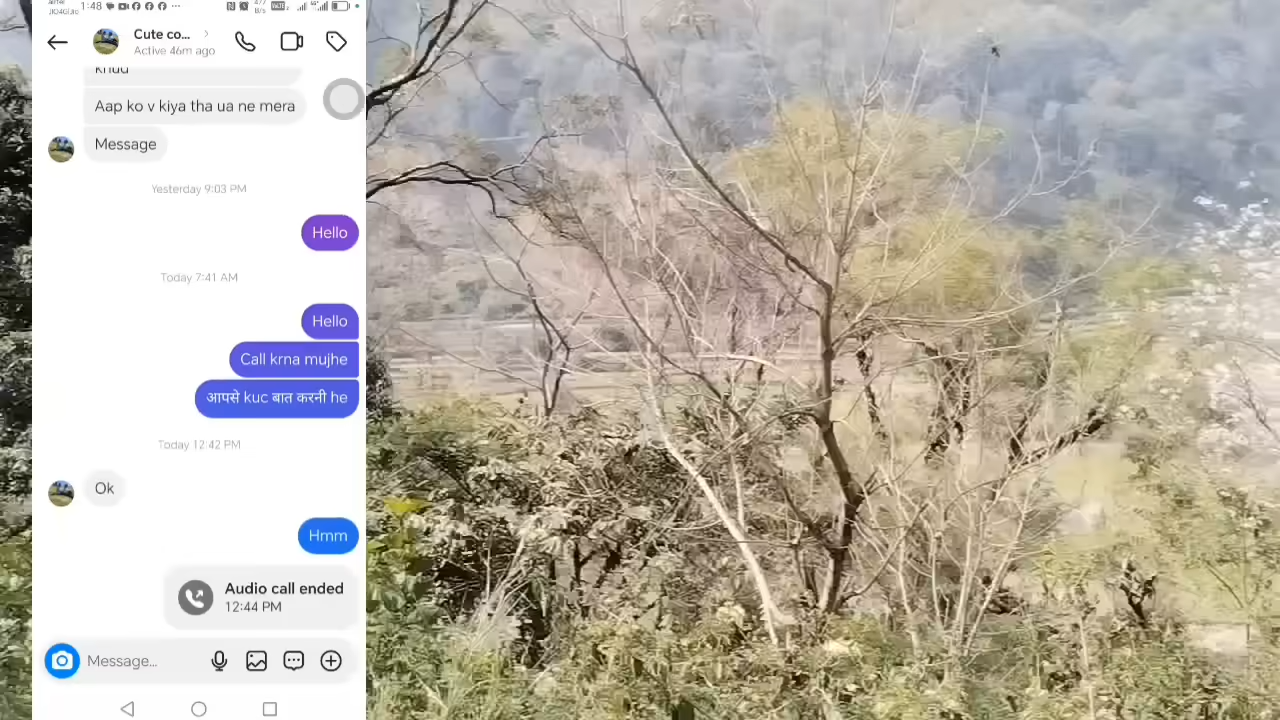 1:48
Cute co...
Active 46m ago
khud
Aap ko v kiya tha ua ne mera
Message
Yesterday 9:03 PM
Hello
Today 7:41 AM
Hello
Call krna mujhe
आपसे kuc बात करनी he
Today 12:42 PM
Ok
Hmm
Audio call ended
12:44 PM
Message...